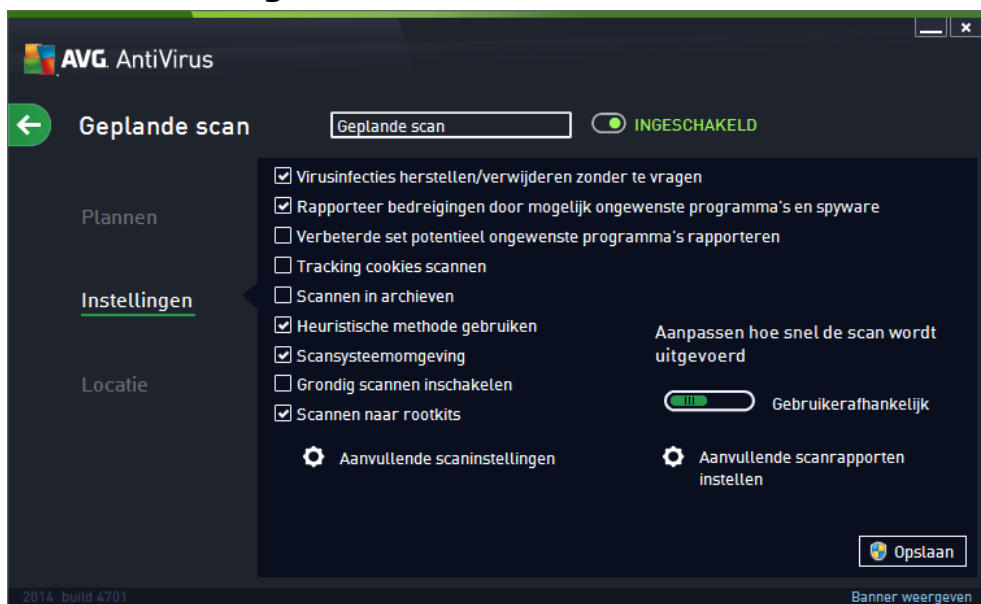 AVG. AntiVirus
Geplande scan
Geplande scan
INGESCHAKELD
Plannen
Instellingen
Locatie
Virusinfecties herstellen/verwijderen zonder te vragen
Rapporteer bedreigingen door mogelijk ongewenste programma's en spyware
Verbeterde set potentieel ongewenste programma's rapporteren
Tracking cookies scannen
Scannen in archieven
Heuristische methode gebruiken
Scansysteemomgeving
Grondig scannen inschakelen
Scannen naar rootkits
Aanvullende scaninstellingen
Aanpassen hoe snel de scan wordt
uitgevoerd
Gebruikerafhankelijk
Aanvullende scanrapporten
instellen
Opslaan
2014 build 4701
Banner weergeven